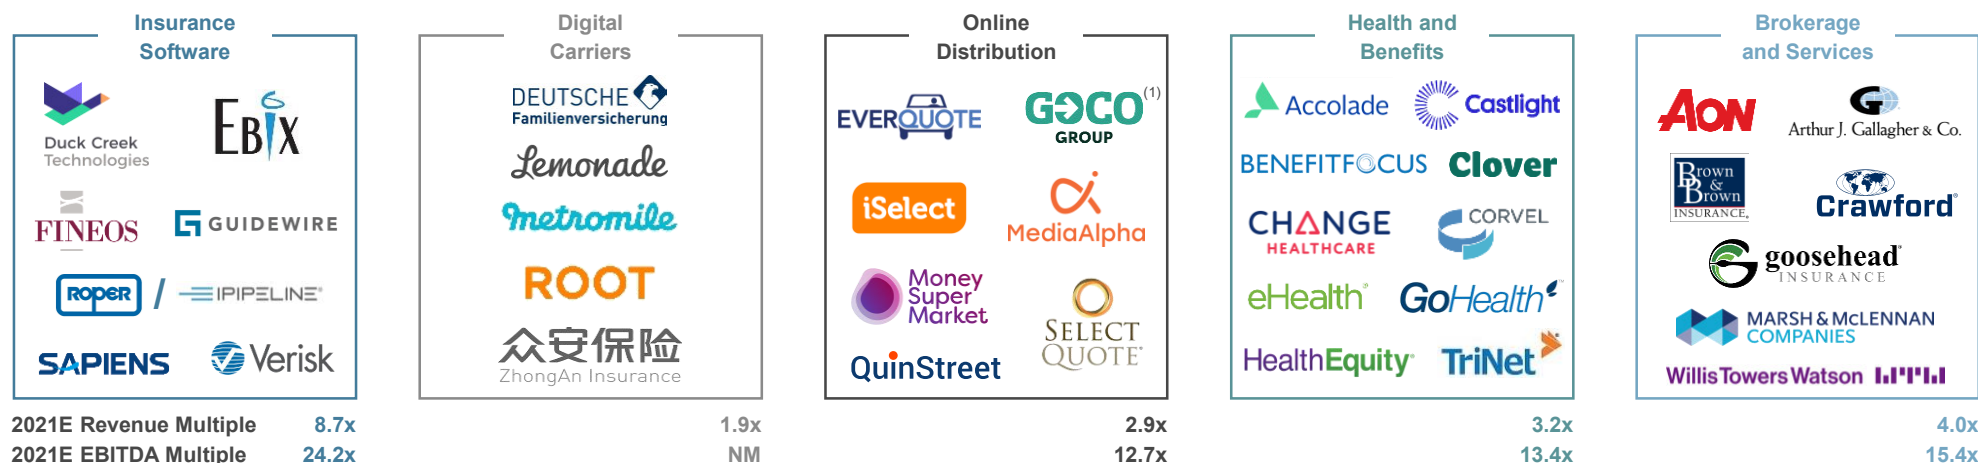 Insurance
Software
Duck Creek
Technologies
EBIX
FINEOS
GUIDEWIRE
ROPER / IPIPELINE®
SAPIENS
Verisk
Digital
Carriers
DEUTSCHE
Familienversicherung
Lemonade
metromile
ROOT
众安保险
ZhongAn Insurance
Online
Distribution
EVERQUOTE
GOCO (1)
GROUP
iSelect
MediaAlpha
Money
Super
Market
SELECT
QUOTE®
QuinStreet
Health and
Benefits
Accolade
Castlight
BENEFITFOCUS
Clover
CHANGE
HEALTHCARE
CORVEL
eHealth®
GoHealth
HealthEquity®
TriNet
Brokerage
and Services
AON
G
Arthur J. Gallagher & Co.
Brown
&
Brown
INSURANCE®
Crawford®
goosehead®
INSURANCE
MARSH & McLENNAN
COMPANIES
Willis Towers Watson
2021E Revenue Multiple 8.7x 1.9x 2.9x 3.2x 4.0x
2021E EBITDA Multiple 24.2x NM 12.7x 13.4x 15.4x